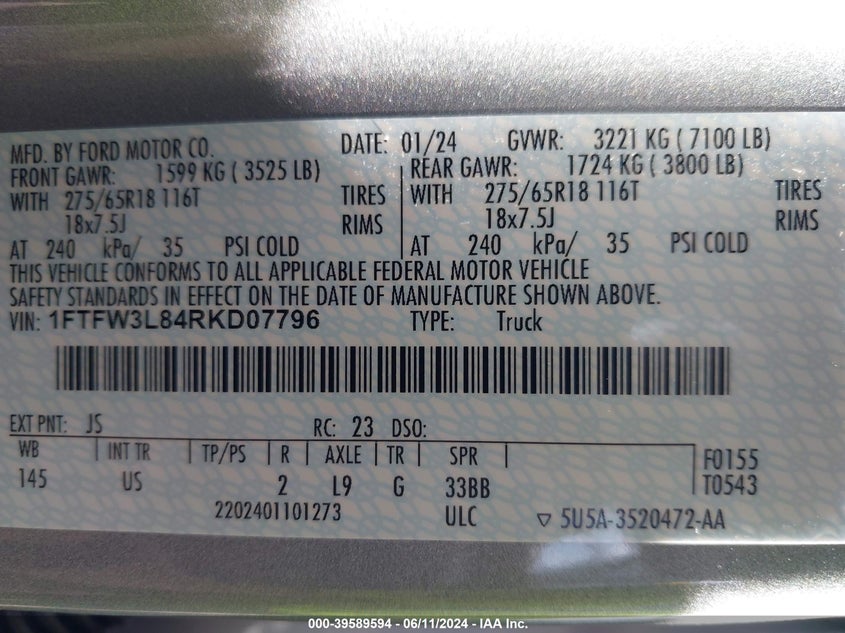 MFD. BY FORD MOTOR CO. DATE: 01/24 GVWR: 3221 KG ( 7100 LB)
FRONT GAWR: 1599 KG ( 3525 LB) REAR GAWR: 1724 KG ( 3800 LB)
WITH 275/65R18 116T TIRES WITH 275/65R18 116T TIRES
18x7.5J RIMS 18x7.5J RIMS
AT 240 kPa/ 35 PSI COLD AT 240 kPa/ 35 PSI COLD
THIS VEHICLE CONFORMS TO ALL APPLICABLE FEDERAL MOTOR VEHICLE
SAFETY STANDARDS IN EFFECT ON THE DATE OF MANUFACTURE SHOWN ABOVE.
VIN: 1FTFW3L84RKD07796 TYPE: Truck
EXT PNT: JS RC: 23 DSO:
WB INT TR TP/PS R AXLE TR SPR F0155
145 US 2 L9 G 33BB T0543
2202401101273 ULC ▽ 5U5A-3520472-AA
000-39589594 - 06/11/2024 - IAA Inc.